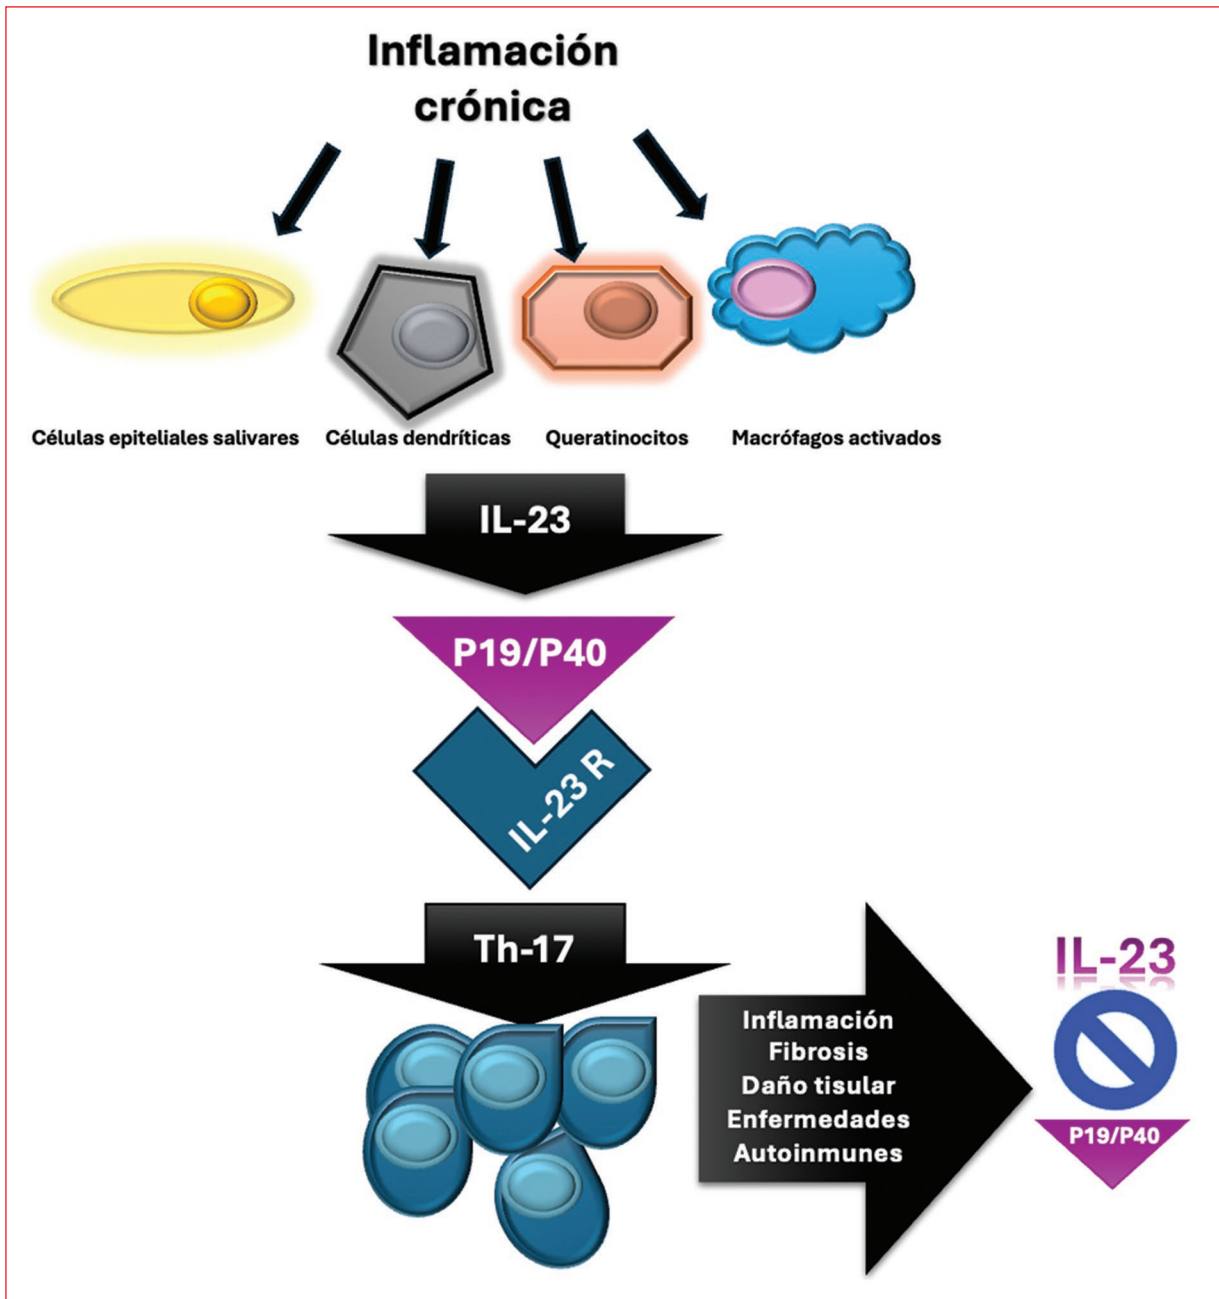 Inflamación
crónica
Células epiteliales salivares
Células dendríticas
Queratinocitos
Macrófagos activados
IL-23
P19/P40
IL-23 R
Th-17
Inflamación
Fibrosis
Daño tisular
Enfermedades
Autoinmunes
IL-23
P19/P40